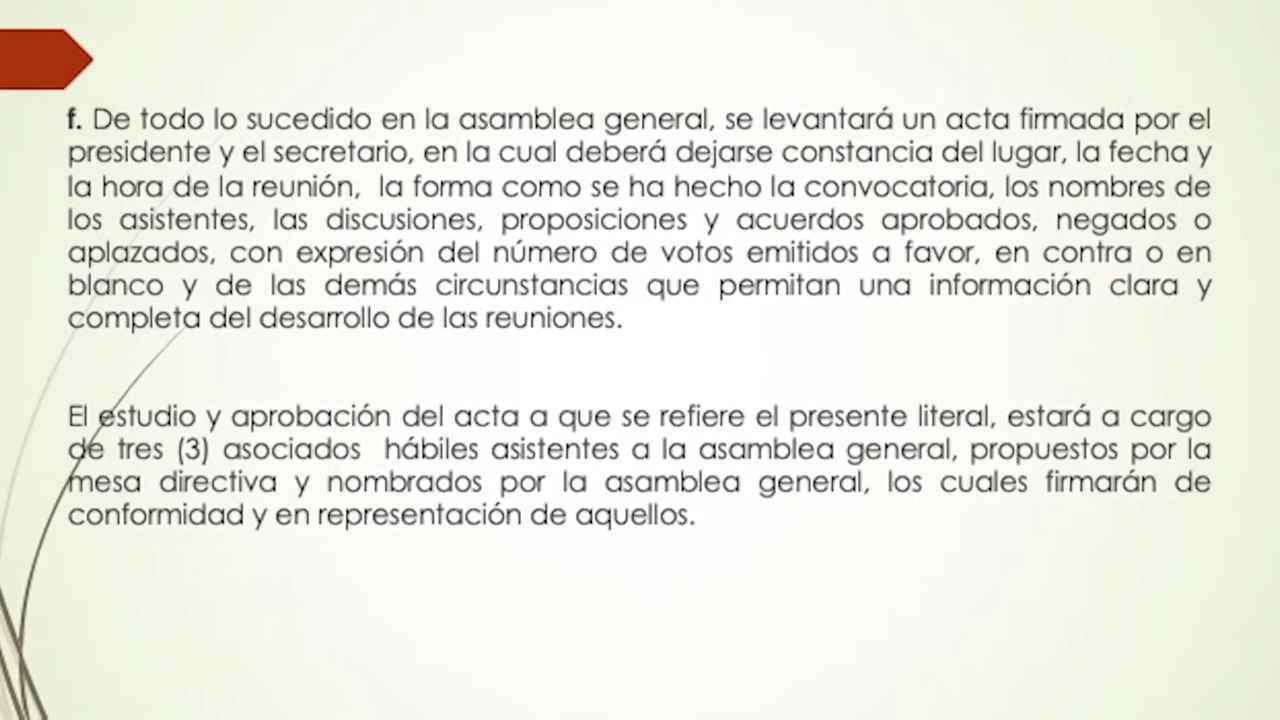 f. De todo lo sucedido en la asamblea general, se levantará un acta firmada por el
presidente y el secretario, en la cual deberá dejarse constancia del lugar, la fecha y
la hora de la reunión,  la forma como se ha hecho la convocatoria, los nombres de
los asistentes, las discusiones, proposiciones y acuerdos aprobados, negados o
aplazados, con expresión del número de votos emitidos a favor, en contra o en
blanco y de las demás circunstancias que permitan una información clara y
completa del desarrollo de las reuniones.
El estudio y aprobación del acta a que se refiere el presente literal, estará a cargo
de tres (3) asociados  hábiles asistentes a la asamblea general, propuestos por la
mesa directiva y nombrados por la asamblea general, los cuales firmarán de
conformidad y en representación de aquellos.